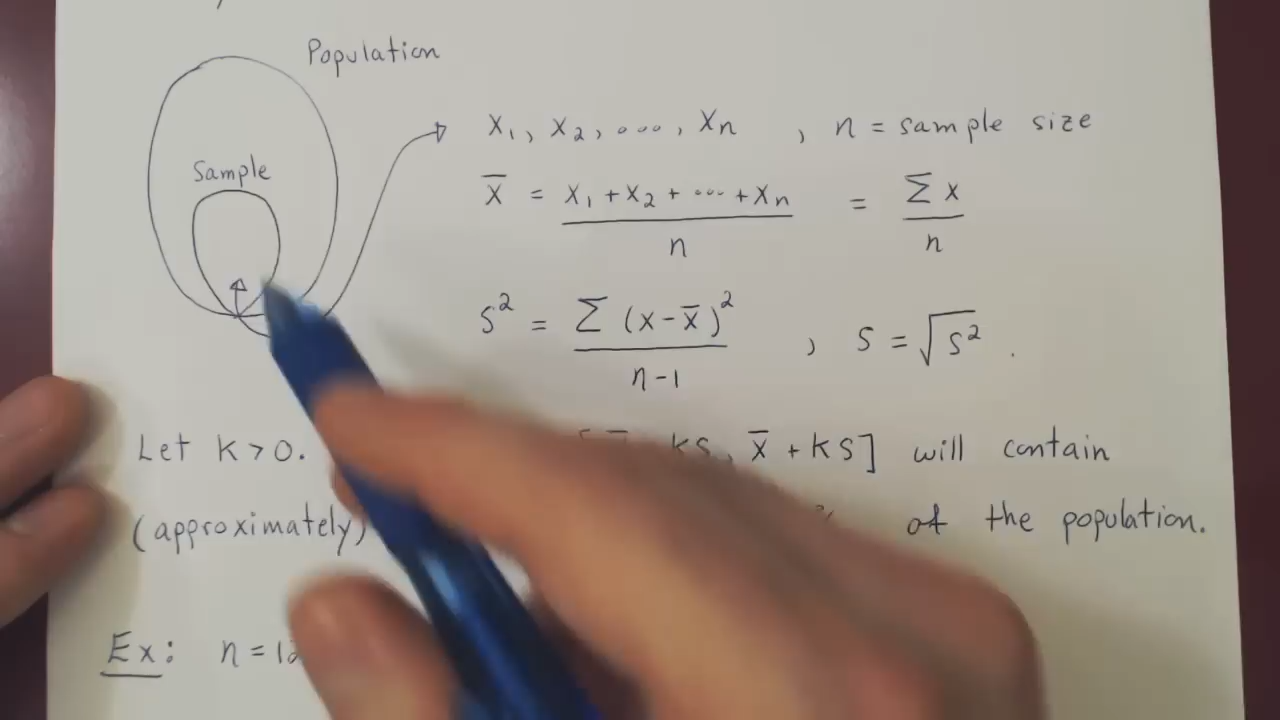 Population
Sample
x₁, x₂, ..., xₙ , n = sample size
x̄ = (x₁ + x₂ + ... + xₙ) / n = Σx / n
s² = Σ(x - x̄)² / (n-1) , s = √s² .
Let k > 0. ks, x̄ + ks] will contain
(approximately) % of the population.
Ex: n = 12